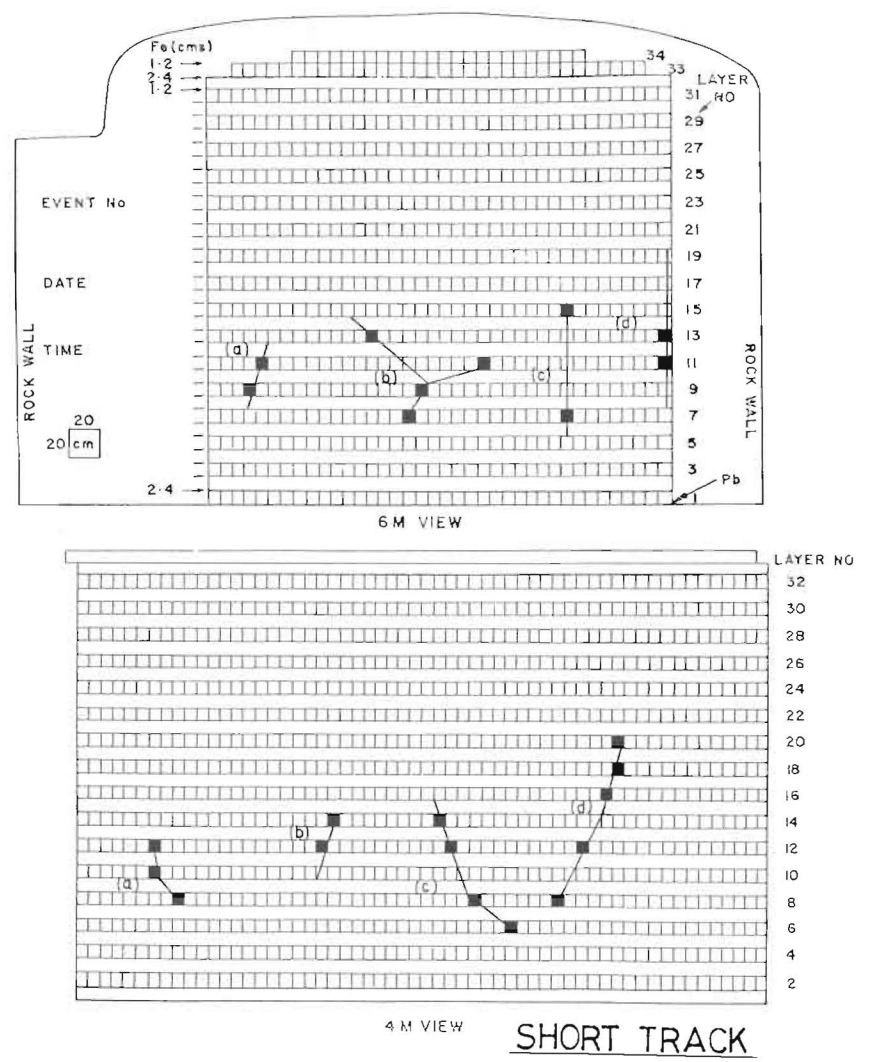 Fe(cms)
1·2
2·4
1·2
34
33
LAYER
NO
31
29
27
25
EVENT No
23
21
19
DATE
17
15
(d)
13
TIME
(a)
11
(b)
(c)
9
ROCK WALL
ROCK WALL
7
20
20 cm
5
3
2·4
Pb
1
6M VIEW
LAYER NO
32
30
28
26
24
22
20
18
16
(d)
14
(b)
12
10
(a)
(c)
8
6
4
2
4M VIEW
SHORT TRACK